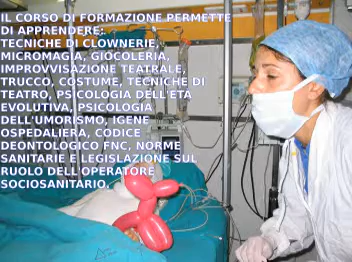 IL CORSO DI FORMAZIONE PERMETTE
DI APPRENDERE:
TECNICHE DI CLOWNERIE,
MICROMAGIA, GIOCOLERIA,
IMPROVVISAZIONE TEATRALE,
TRUCCO, COSTUME, TECNICHE DI
TEATRO, PSICOLOGIA DELL'ETA
EVOLUTIVA, PSICOLOGIA
DELL'UMORISMO, IGENE
OSPEDALIERA, CODICE
DEONTOLOGICO FNC, NORME
SANITARIE E LEGISLAZIONE SUL
RUOLO DELL'OPERATORE
SOCIOSANITARIO.